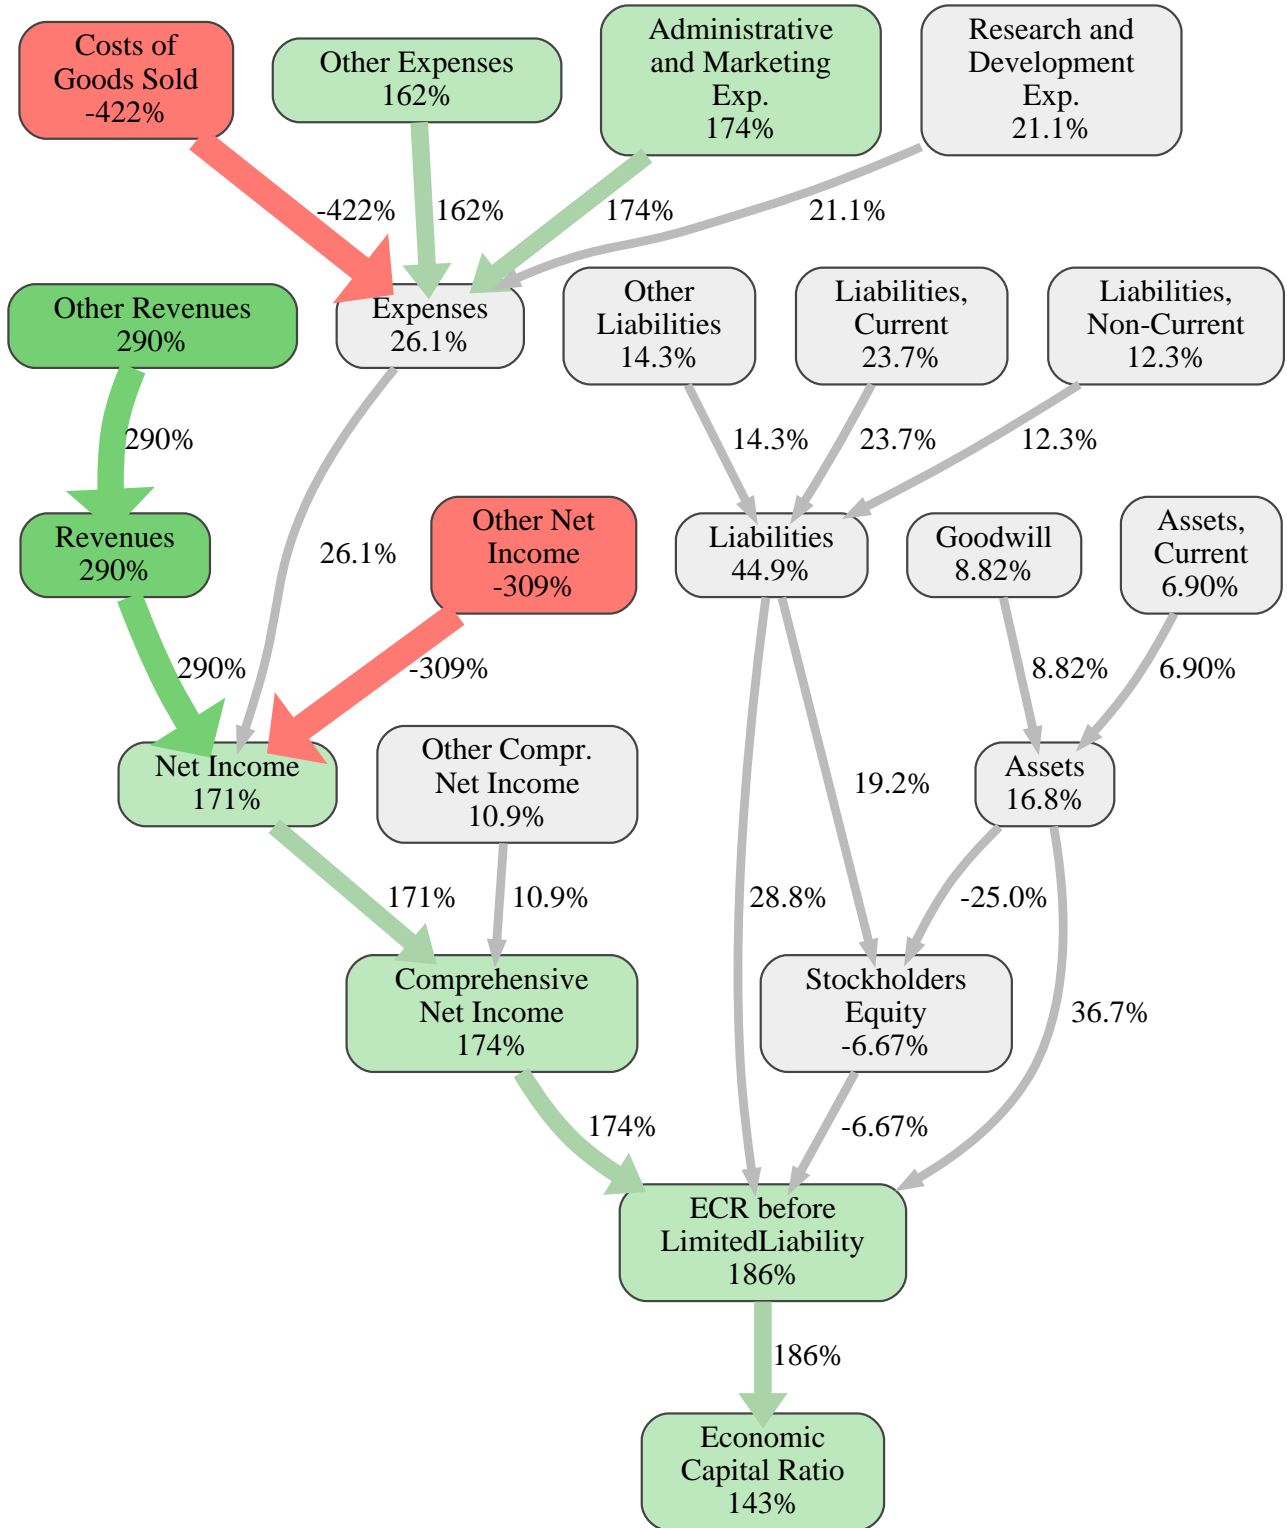 Costs of
Goods Sold
-422%
Other Expenses
162%
Administrative
and Marketing
Exp.
174%
Research and
Development
Exp.
21.1%
-422%
162%
174%
21.1%
Other Revenues
290%
Expenses
26.1%
Other
Liabilities
14.3%
Liabilities,
Current
23.7%
Liabilities,
Non-Current
12.3%
290%
14.3%
23.7%
12.3%
Revenues
290%
26.1%
Other Net
Income
-309%
Liabilities
44.9%
Goodwill
8.82%
Assets,
Current
6.90%
290%
-309%
8.82%
6.90%
Net Income
171%
Other Compr.
Net Income
10.9%
19.2%
Assets
16.8%
171%
10.9%
28.8%
-25.0%
Comprehensive
Net Income
174%
Stockholders
Equity
-6.67%
36.7%
174%
-6.67%
ECR before
LimitedLiability
186%
186%
Economic
Capital Ratio
143%